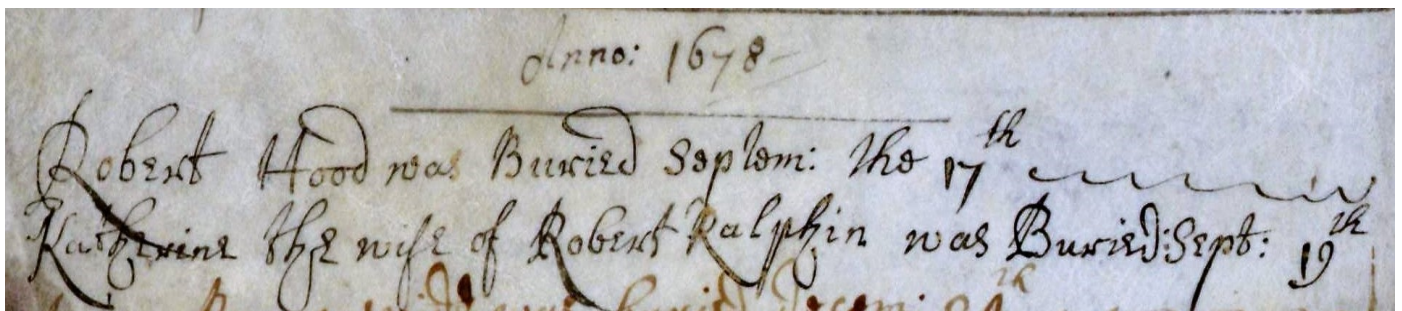 Anno: 1678
Robert Hood was Buried Septem: the 17th
Katherine the wife of Robert Ralphin was Buried: Sept: 19th